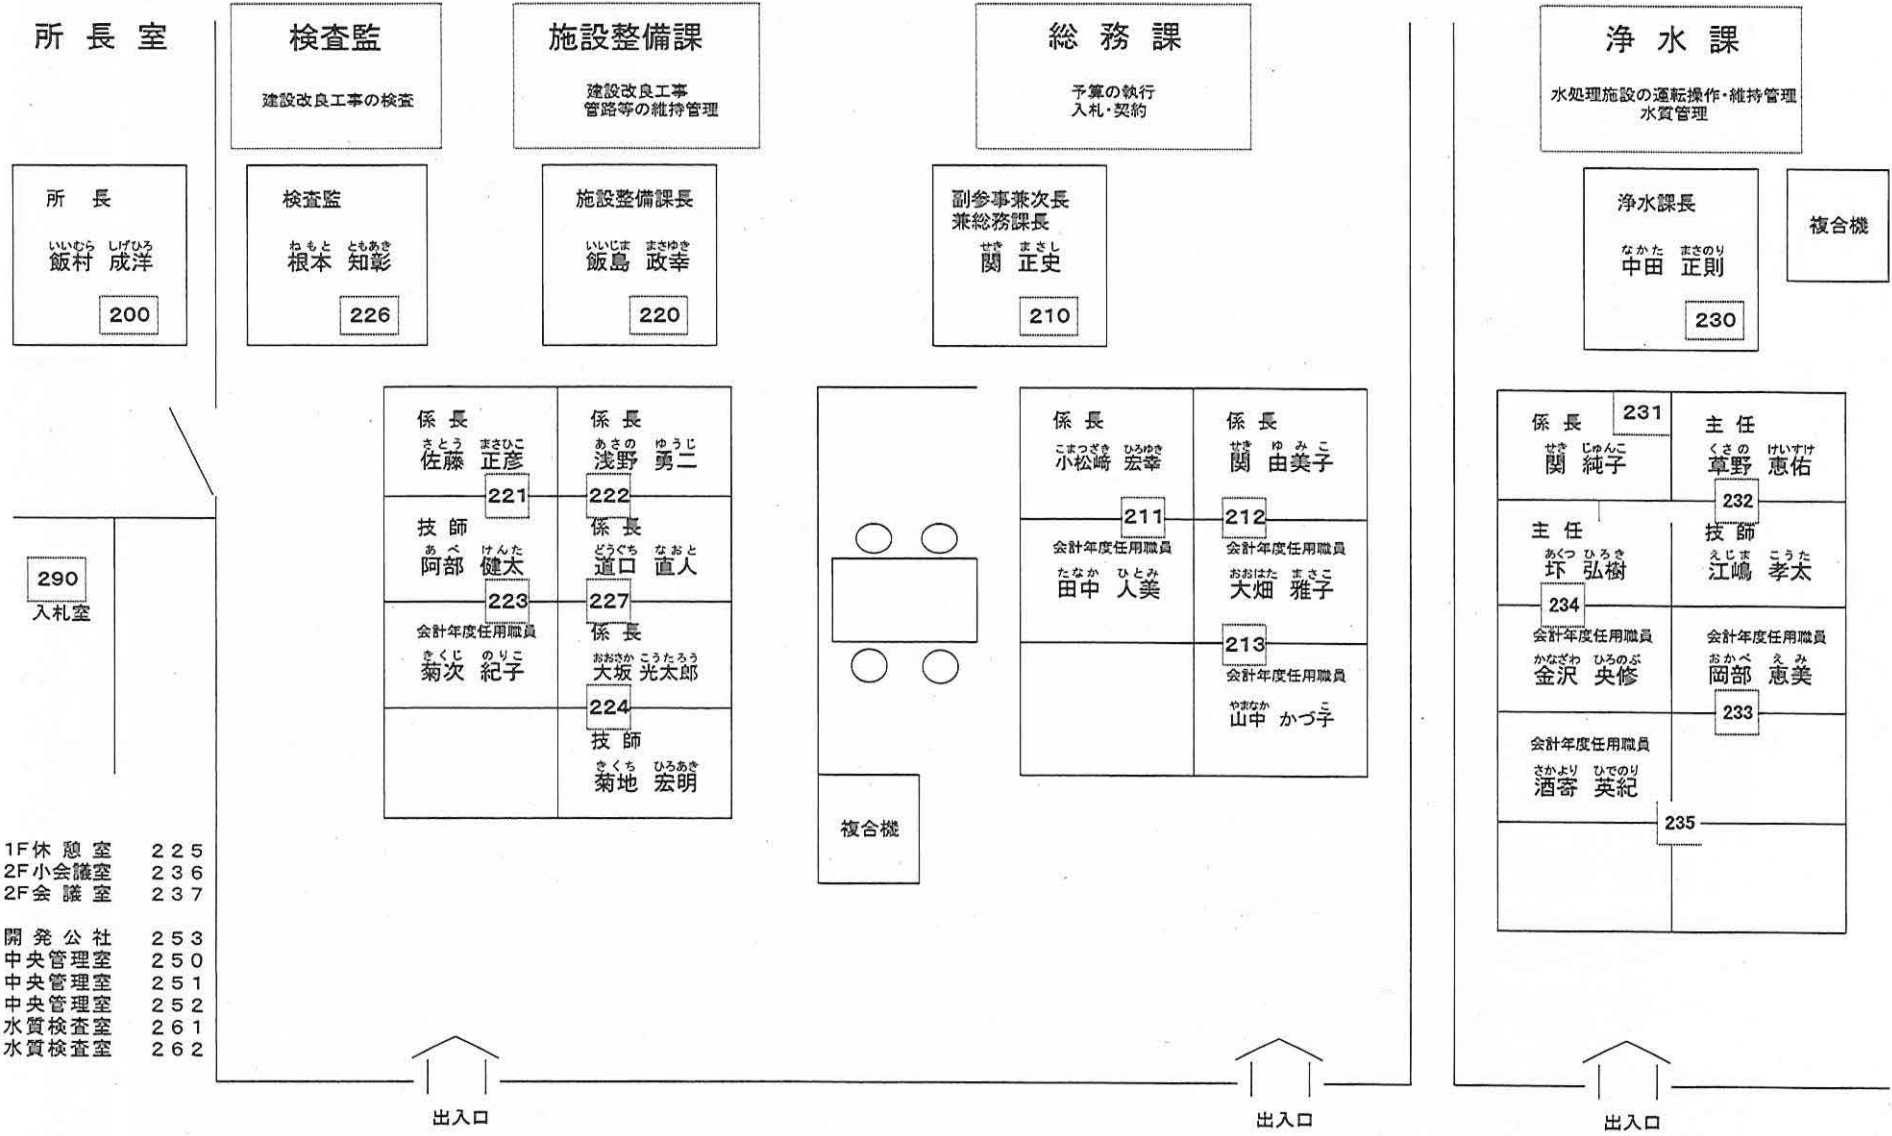 所長室
検査監
建設改良工事の検査
施設整備課
建設改良工事
管路等の維持管理
総務課
予算の執行
入札・契約
浄水課
水処理施設の運転操作・維持管理
水質管理
所長
いいむら しげひろ
飯村 成洋
200
検査監
ねもと ともあき
根本 知彰
226
施設整備課長
いいじま まさゆき
飯島 政幸
220
副参事兼次長
兼総務課長
せき まさし
関 正史
210
浄水課長
なかた まさのり
中田 正則
230
複合機
係長
さとう まさひこ
佐藤 正彦
221
係長
あさの ゆうじ
浅野 勇二
222
技師
あべ けんた
阿部 健太
223
係長
どうぐち なおと
道口 直人
227
会計年度任用職員
きくじ のりこ
菊次 紀子
係長
おおさか こうたろう
大坂 光太郎
224
技師
きくち ひろあき
菊地 宏明
複合機
係長
こまつざき ひろゆき
小松﨑 宏幸
211
係長
せき ゆみこ
関 由美子
212
会計年度任用職員
たなか ひとみ
田中 人美
会計年度任用職員
おおはた まさこ
大畑 雅子
213
会計年度任用職員
やまなか かづこ
山中 かづ子
係長
231
せき じゅんこ
関 純子
主任
くさの けいすけ
草野 恵佑
232
主任
あくつ ひろき
圷 弘樹
234
技師
えじま こうた
江嶋 孝太
会計年度任用職員
かなざわ ひろのぶ
金沢 央修
会計年度任用職員
おかべ えみ
岡部 恵美
233
会計年度任用職員
さかより ひでのり
酒寄 英紀
235
290
入札室
1F休憩室 225
2F小会議室 236
2F会議室 237
開発公社 253
中央管理室 250
中央管理室 251
中央管理室 252
水質検査室 261
水質検査室 262
出入口
出入口
出入口